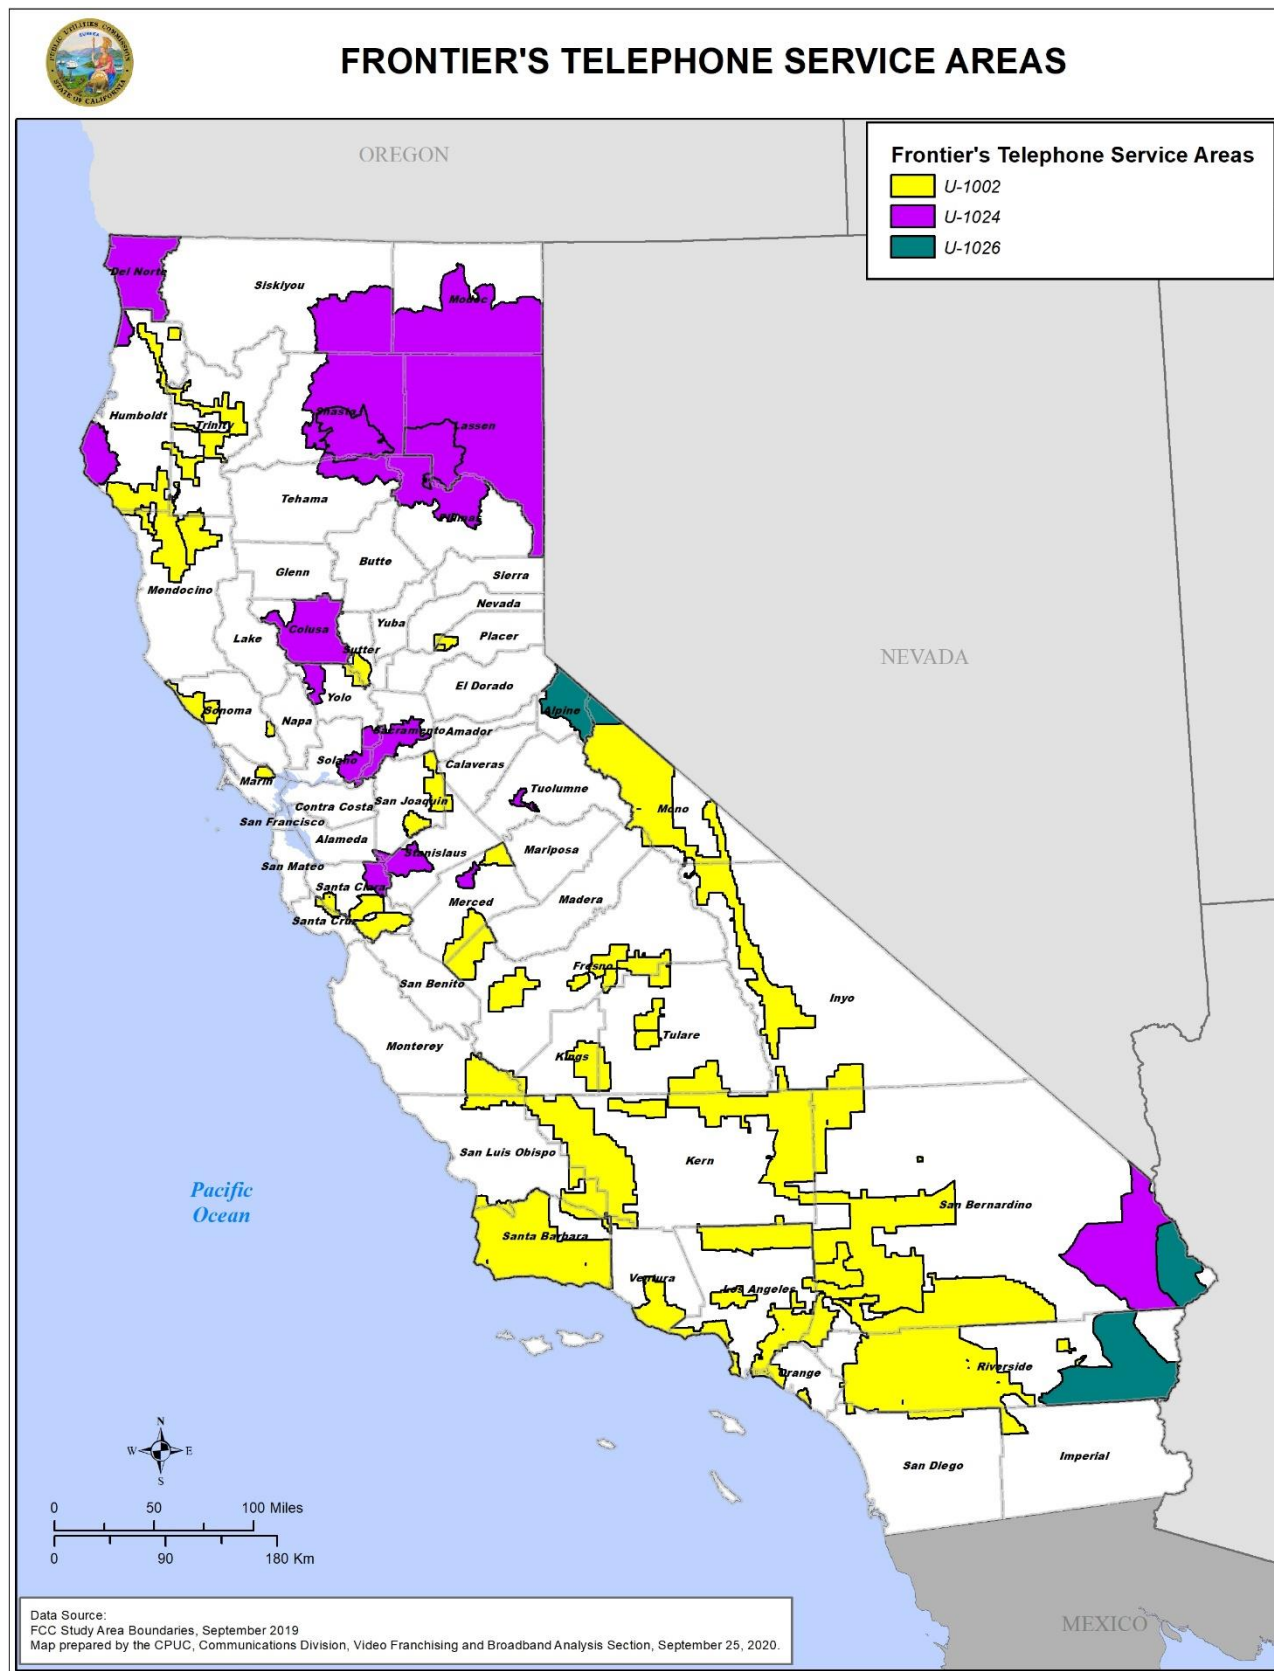 PUBLIC UTILITIES COMMISSION
STATE OF CALIFORNIA
FRONTIER'S TELEPHONE SERVICE AREAS
Frontier's Telephone Service Areas
U-1002
U-1024
U-1026
OREGON
NEVADA
MEXICO
Pacific
Ocean
Del Norte
Siskiyou
Modoc
Humboldt
Trinity
Shasta
Lassen
Tehama
Plumas
Butte
Glenn
Sierra
Mendocino
Nevada
Yuba
Colusa
Lake
Placer
Sutter
El Dorado
Yolo
Alpine
Sonoma
Napa
Sacramento
Amador
Solano
Calaveras
Marin
Tuolumne
San Joaquin
Contra Costa
Mono
San Francisco
Alameda
Stanislaus
Mariposa
San Mateo
Santa Clara
Merced
Madera
Santa Cruz
Fresno
San Benito
Inyo
Tulare
Monterey
Kings
San Luis Obispo
Kern
San Bernardino
Santa Barbara
Ventura
Los Angeles
Orange
Riverside
San Diego
Imperial
N
W
E
S
0 50 100 Miles
0 90 180 Km
Data Source:
FCC Study Area Boundaries, September 2019
Map prepared by the CPUC, Communications Division, Video Franchising and Broadband Analysis Section, September 25, 2020.